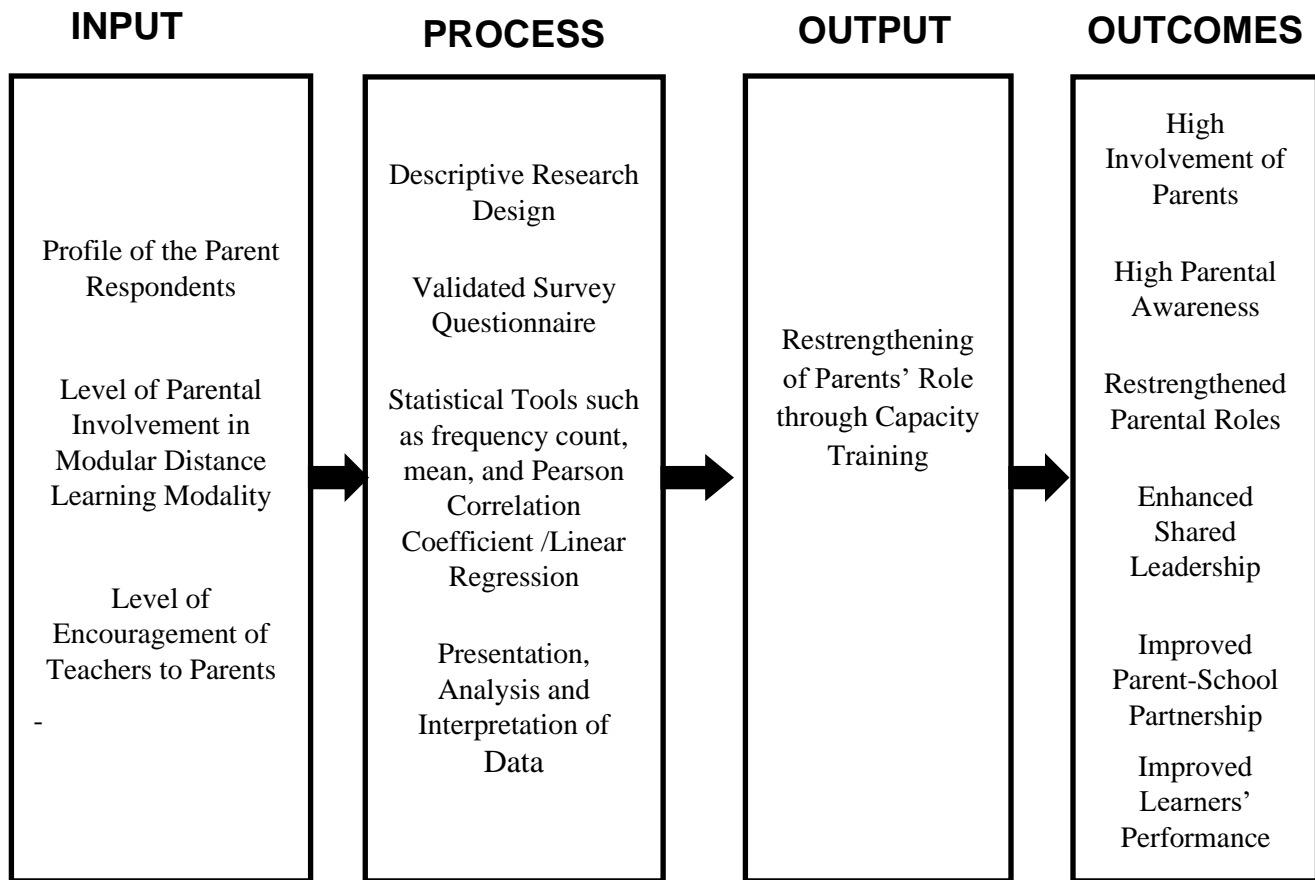 INPUT
Profile of the Parent
Respondents
Level of Parental
Involvement in
Modular Distance
Learning Modality
Level of
Encouragement of
Teachers to Parents
-
PROCESS
Descriptive Research
Design
Validated Survey
Questionnaire
Statistical Tools such
as frequency count,
mean, and Pearson
Correlation
Coefficient /Linear
Regression
Presentation,
Analysis and
Interpretation of
Data
OUTPUT
Restrengthening
of Parents’ Role
through Capacity
Training
OUTCOMES
High
Involvement of
Parents
High Parental
Awareness
Restrengthened
Parental Roles
Enhanced
Shared
Leadership
Improved
Parent-School
Partnership
Improved
Learners’
Performance